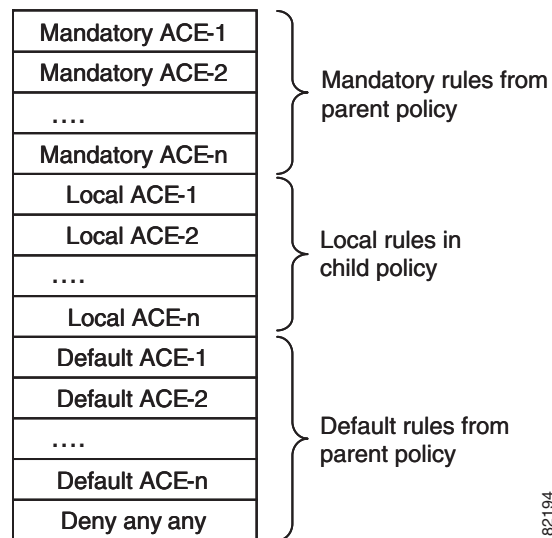 Mandatory ACE-1
Mandatory ACE-2
....
Mandatory ACE-n
Local ACE-1
Local ACE-2
....
Local ACE-n
Default ACE-1
Default ACE-2
....
Default ACE-n
Deny any any
Mandatory rules from
parent policy
Local rules in
child policy
Default rules from
parent policy
82194